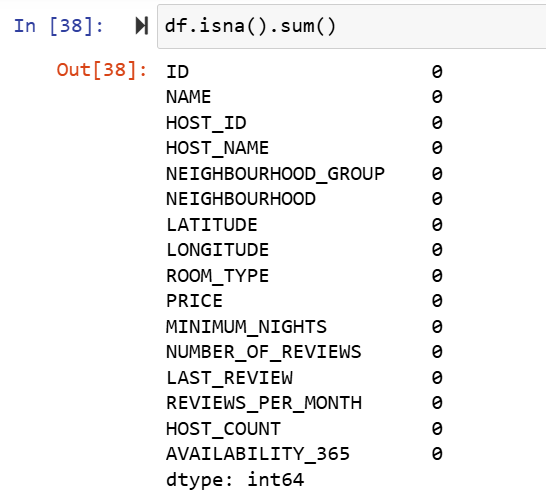 In [38]: df.isna().sum()
Out[38]: ID 0
NAME 0
HOST_ID 0
HOST_NAME 0
NEIGHBOURHOOD_GROUP 0
NEIGHBOURHOOD 0
LATITUDE 0
LONGITUDE 0
ROOM_TYPE 0
PRICE 0
MINIMUM_NIGHTS 0
NUMBER_OF_REVIEWS 0
LAST_REVIEW 0
REVIEWS_PER_MONTH 0
HOST_COUNT 0
AVAILABILITY_365 0
dtype: int64